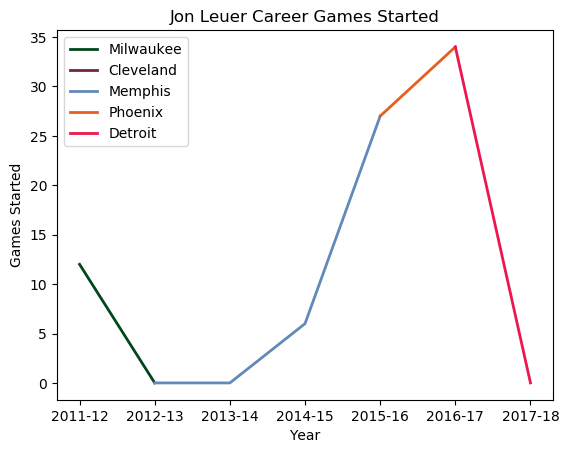 Jon Leuer Career Games Started
35
30
25
20
15
10
5
0
Games Started
Milwaukee
Cleveland
Memphis
Phoenix
Detroit
2011-12 2012-13 2013-14 2014-15 2015-16 2016-17 2017-18
Year